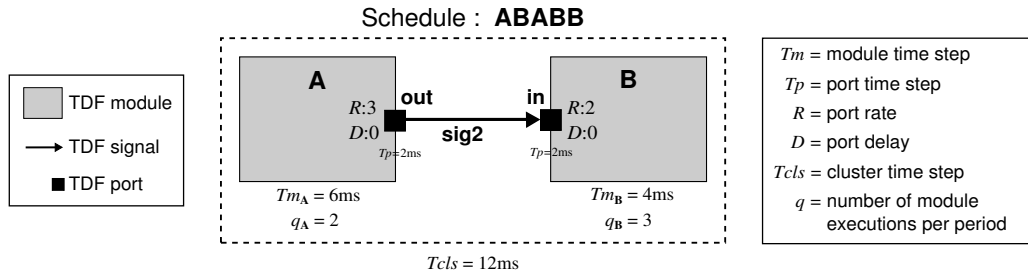 Schedule : ABABB
TDF module
TDF signal
TDF port
A
R:3
D:0
out
Tp=2ms
sig2
in
B
R:2
D:0
Tp=2ms
TmA = 6ms
qA = 2
TmB = 4ms
qB = 3
Tcls = 12ms
Tm = module time step
Tp = port time step
R = port rate
D = port delay
Tcls = cluster time step
q = number of module
executions per period